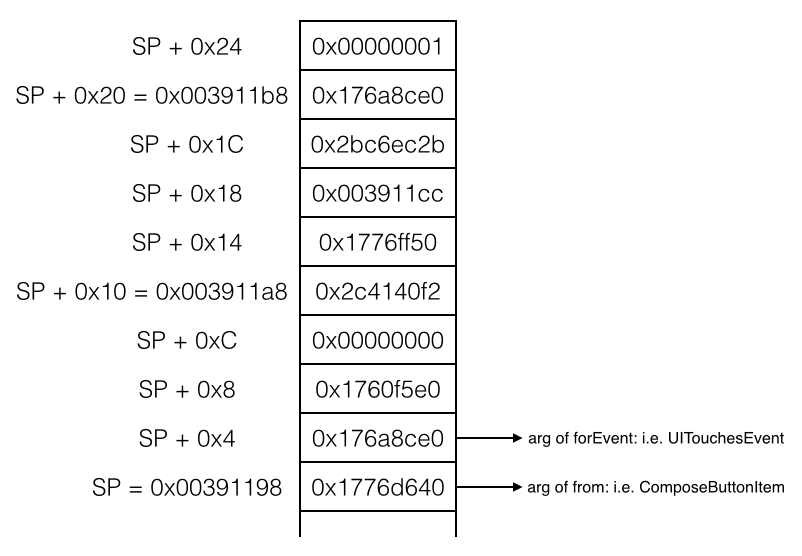 SP + 0x24 0x00000001
SP + 0x20 = 0x003911b8 0x176a8ce0
SP + 0x1C 0x2bc6ec2b
SP + 0x18 0x003911cc
SP + 0x14 0x1776ff50
SP + 0x10 = 0x003911a8 0x2c4140f2
SP + 0xC 0x00000000
SP + 0x8 0x1760f5e0
SP + 0x4 0x176a8ce0 arg of forEvent: i.e. UITouchesEvent
SP = 0x00391198 0x1776d640 arg of from: i.e. ComposeButtonItem